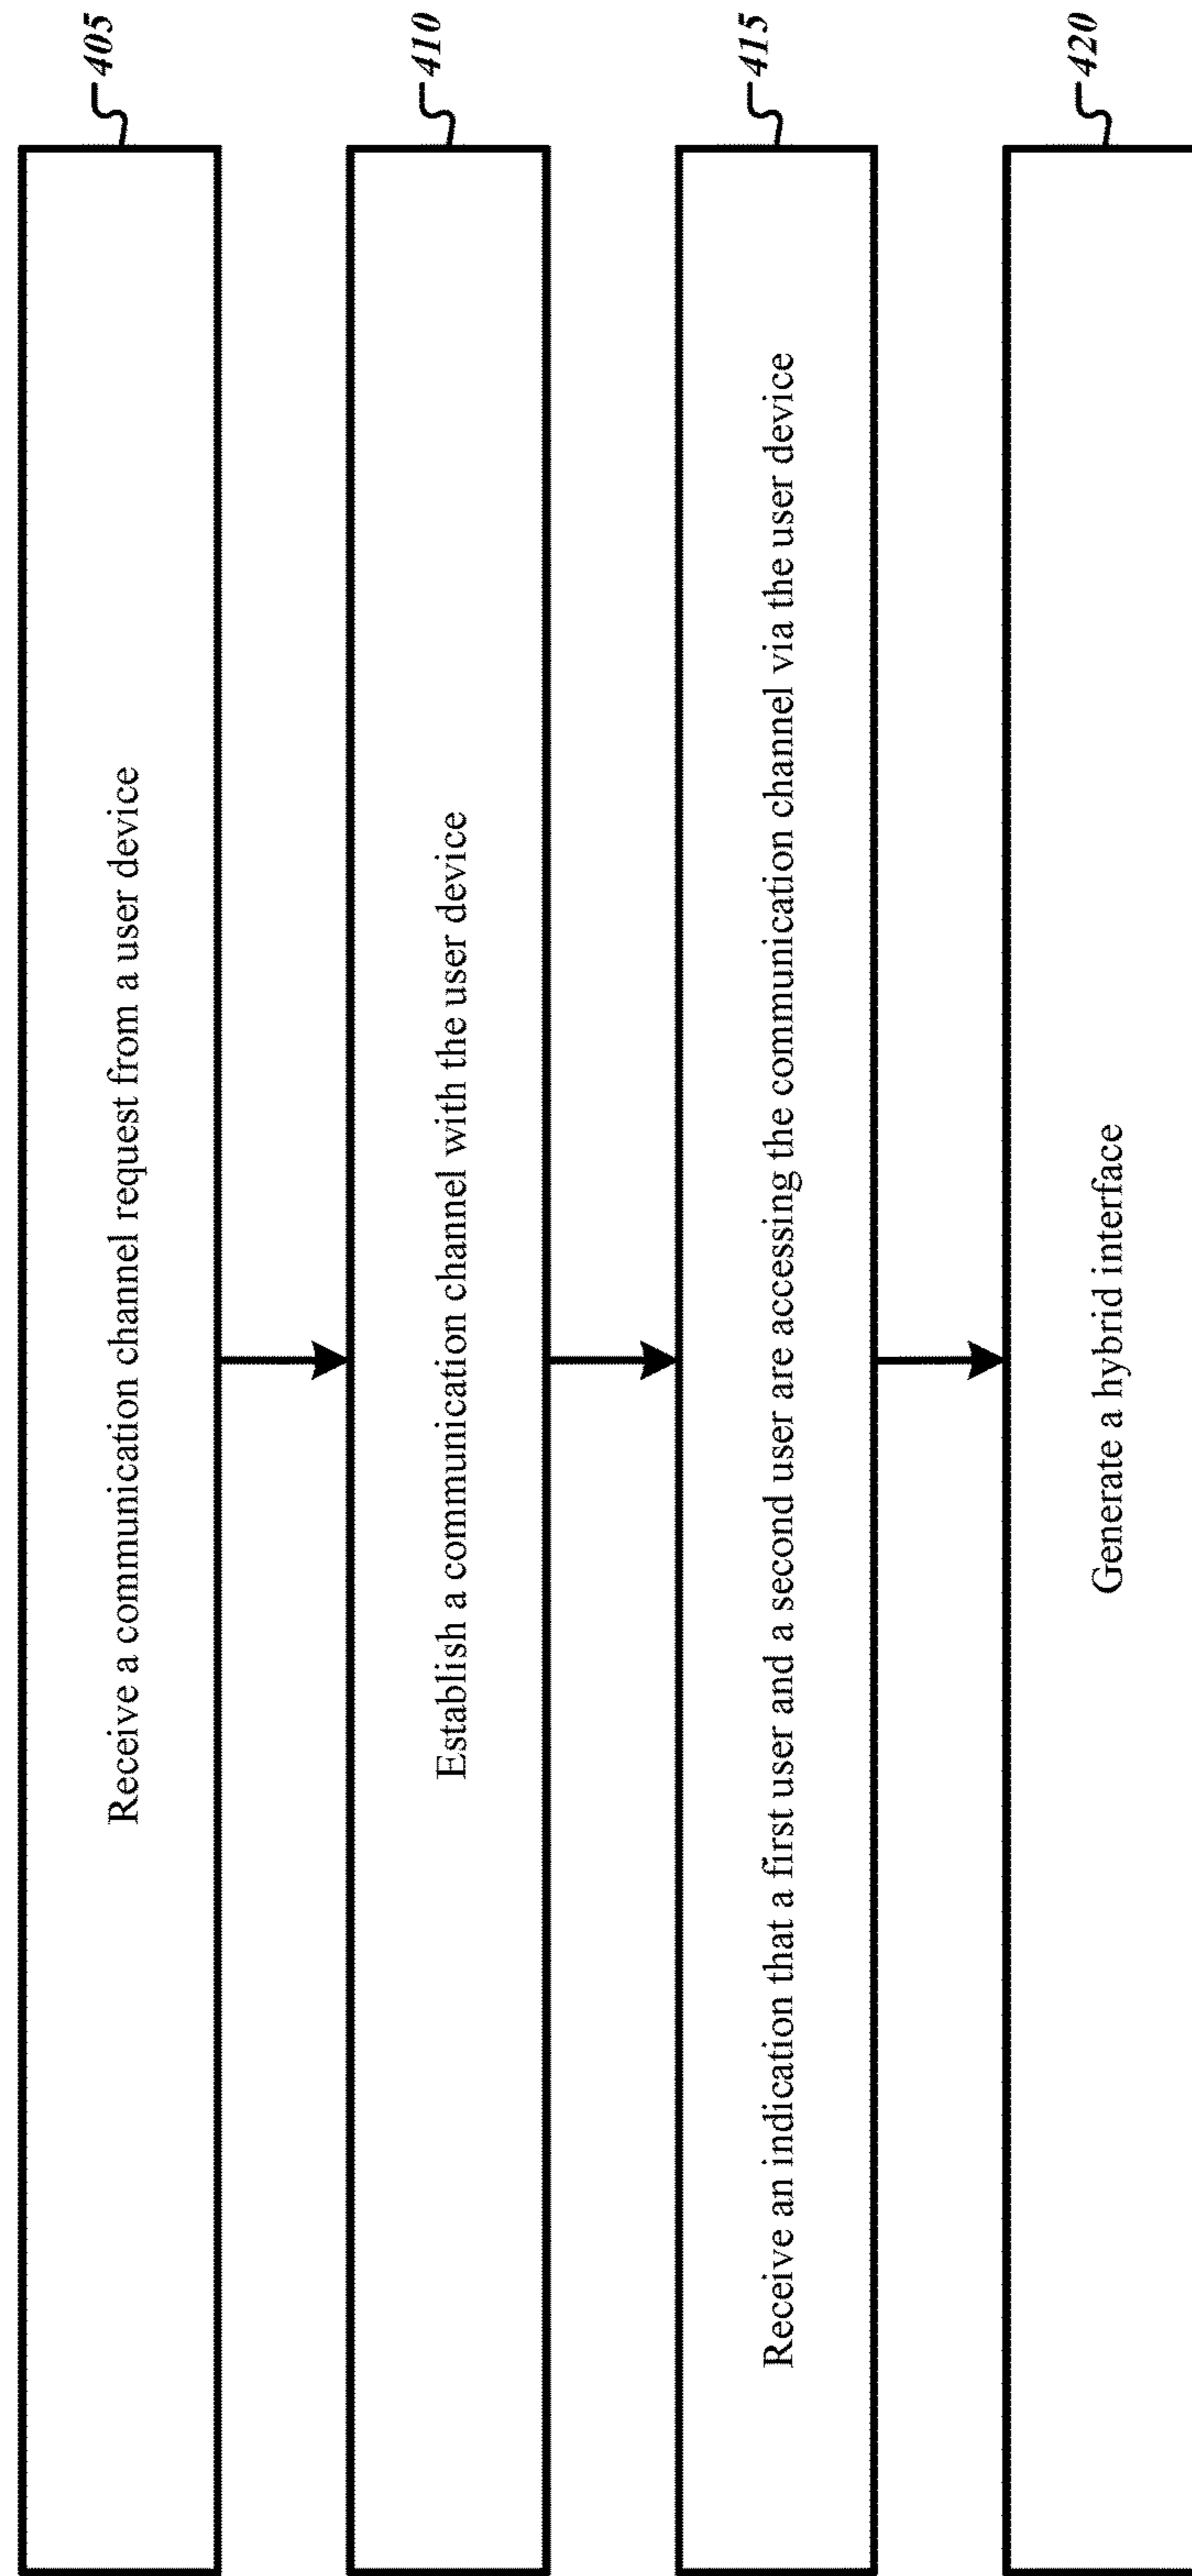 Receive a communication channel request from a user device
405
Establish a communication channel with the user device
410
Receive an indication that a first user and a second user are accessing the communication channel via the user device
415
Generate a hybrid interface
420